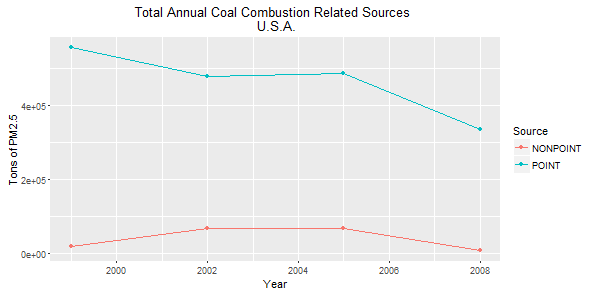 Total Annual Coal Combustion Related Sources
U.S.A.
Tons of PM2.5
4e+05
2e+05
0e+00
2000 2002 2004 2006 2008
Year
Source
NONPOINT
POINT